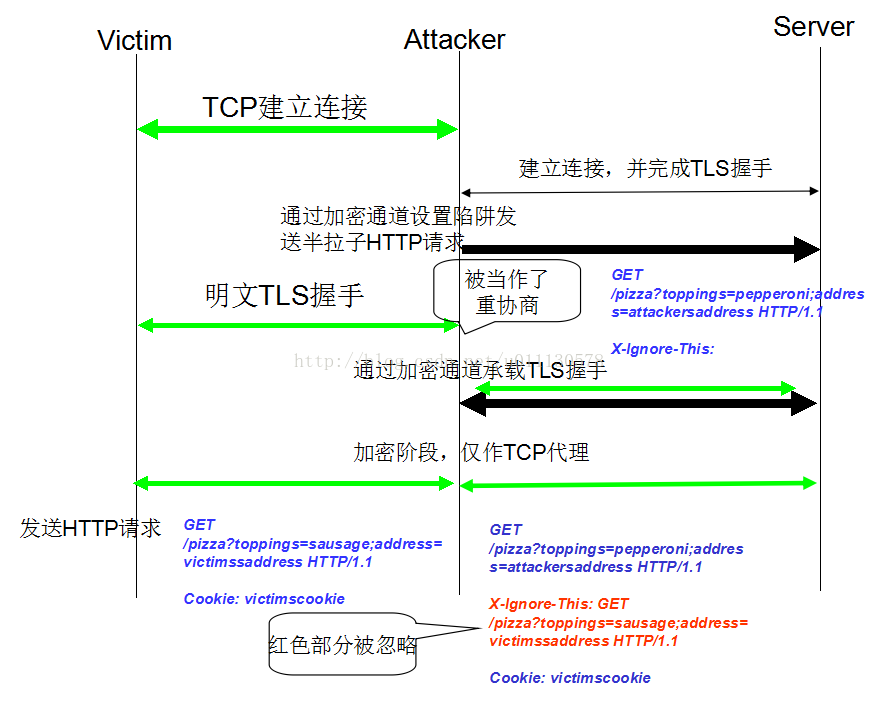 Victim
Attacker
Server
TCP建立连接
建立连接，并完成TLS握手
通过加密通道设置陷阱发
送半拉子HTTP请求
被当作了
重协商
GET
/pizza?toppings=pepperoni;addres
s=attackersaddress HTTP/1.1
X-Ignore-This:
明文TLS握手
http://blog.csdn.net/u011130578
通过加密通道承载TLS握手
加密阶段，仅作TCP代理
发送HTTP请求
GET
/pizza?toppings=sausage;address=
victimssaddress HTTP/1.1
Cookie: victimscookie
GET
/pizza?toppings=pepperoni;addres
s=attackersaddress HTTP/1.1
X-Ignore-This: GET
/pizza?toppings=sausage;address=
victimssaddress HTTP/1.1
Cookie: victimscookie
红色部分被忽略